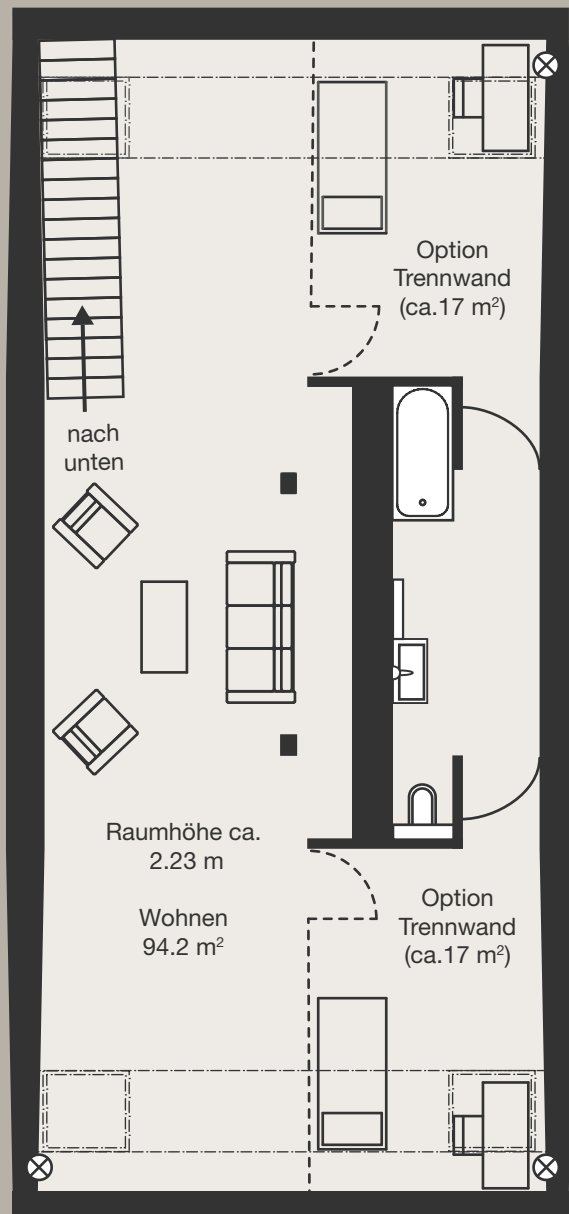 Option
Trennwand
(ca.17 m²)
nach
unten
Raumhöhe ca.
2.23 m
Wohnen
94.2 m²
Option
Trennwand
(ca.17 m²)